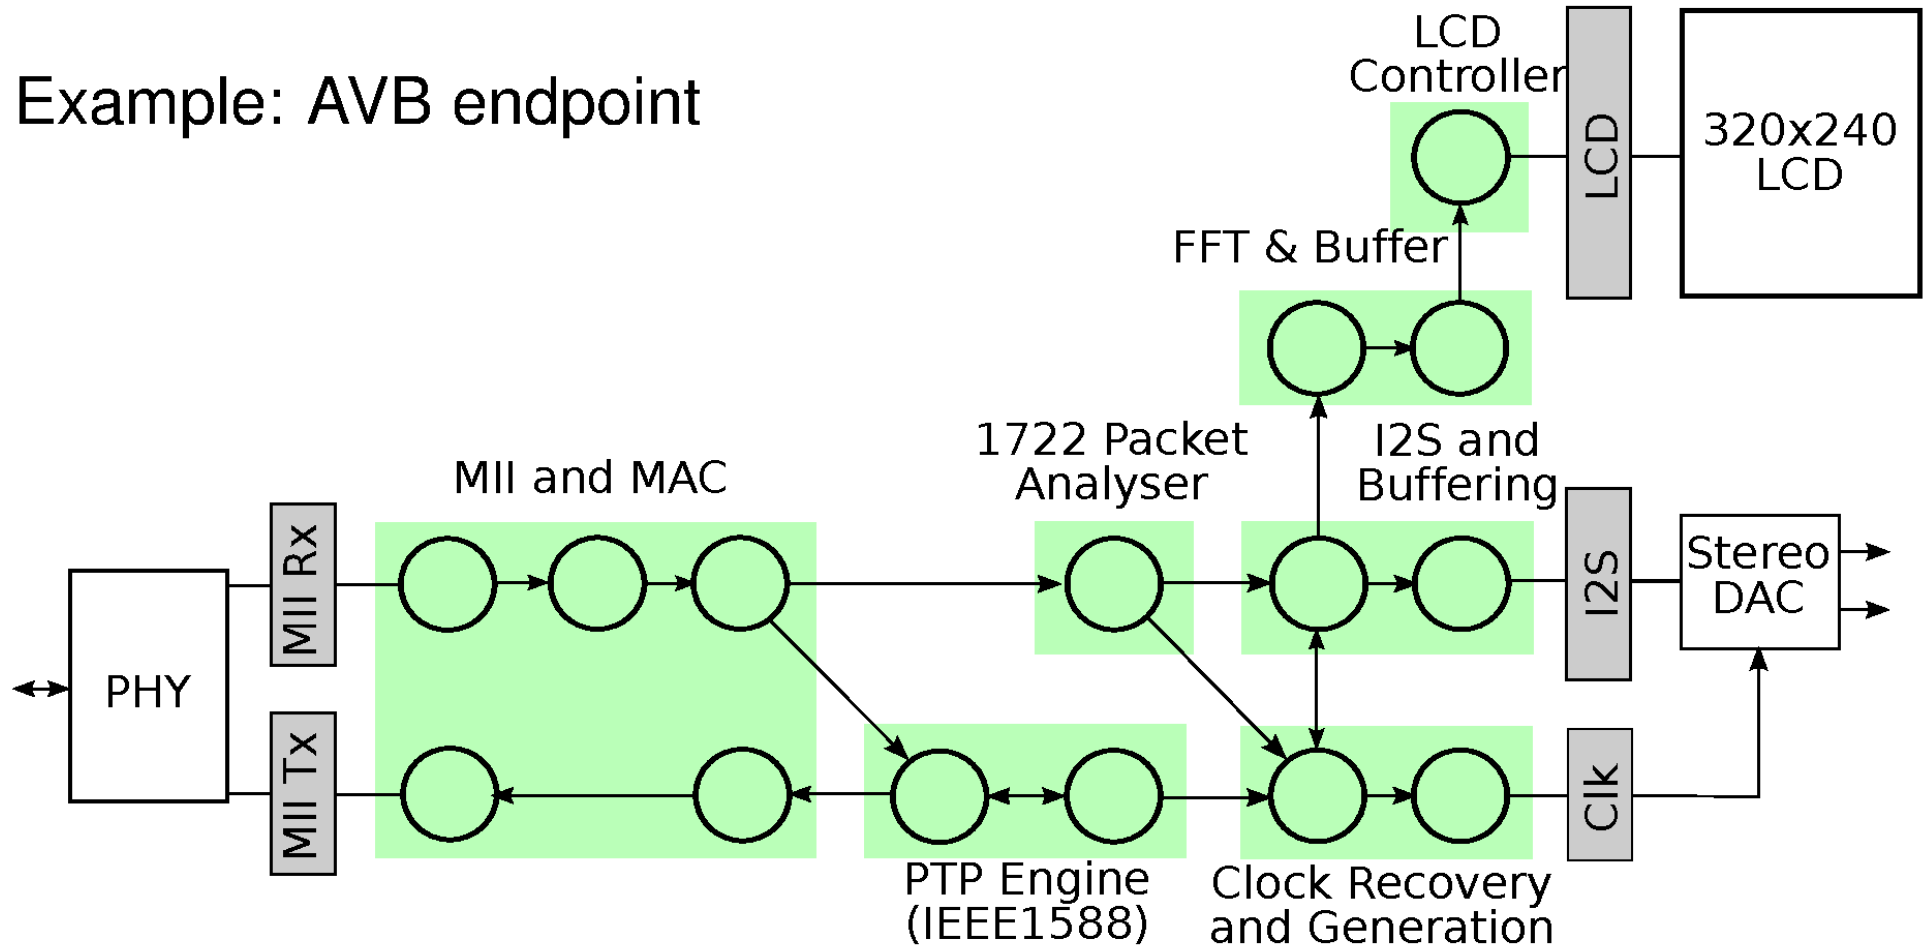 Example: AVB endpoint
LCD
Controller
LCD
320x240
LCD
FFT & Buffer
1722 Packet
Analyser
I2S and
Buffering
MII and MAC
MII Rx
I2S
Stereo
DAC
PHY
MII Tx
Clk
PTP Engine
(IEEE1588)
Clock Recovery
and Generation